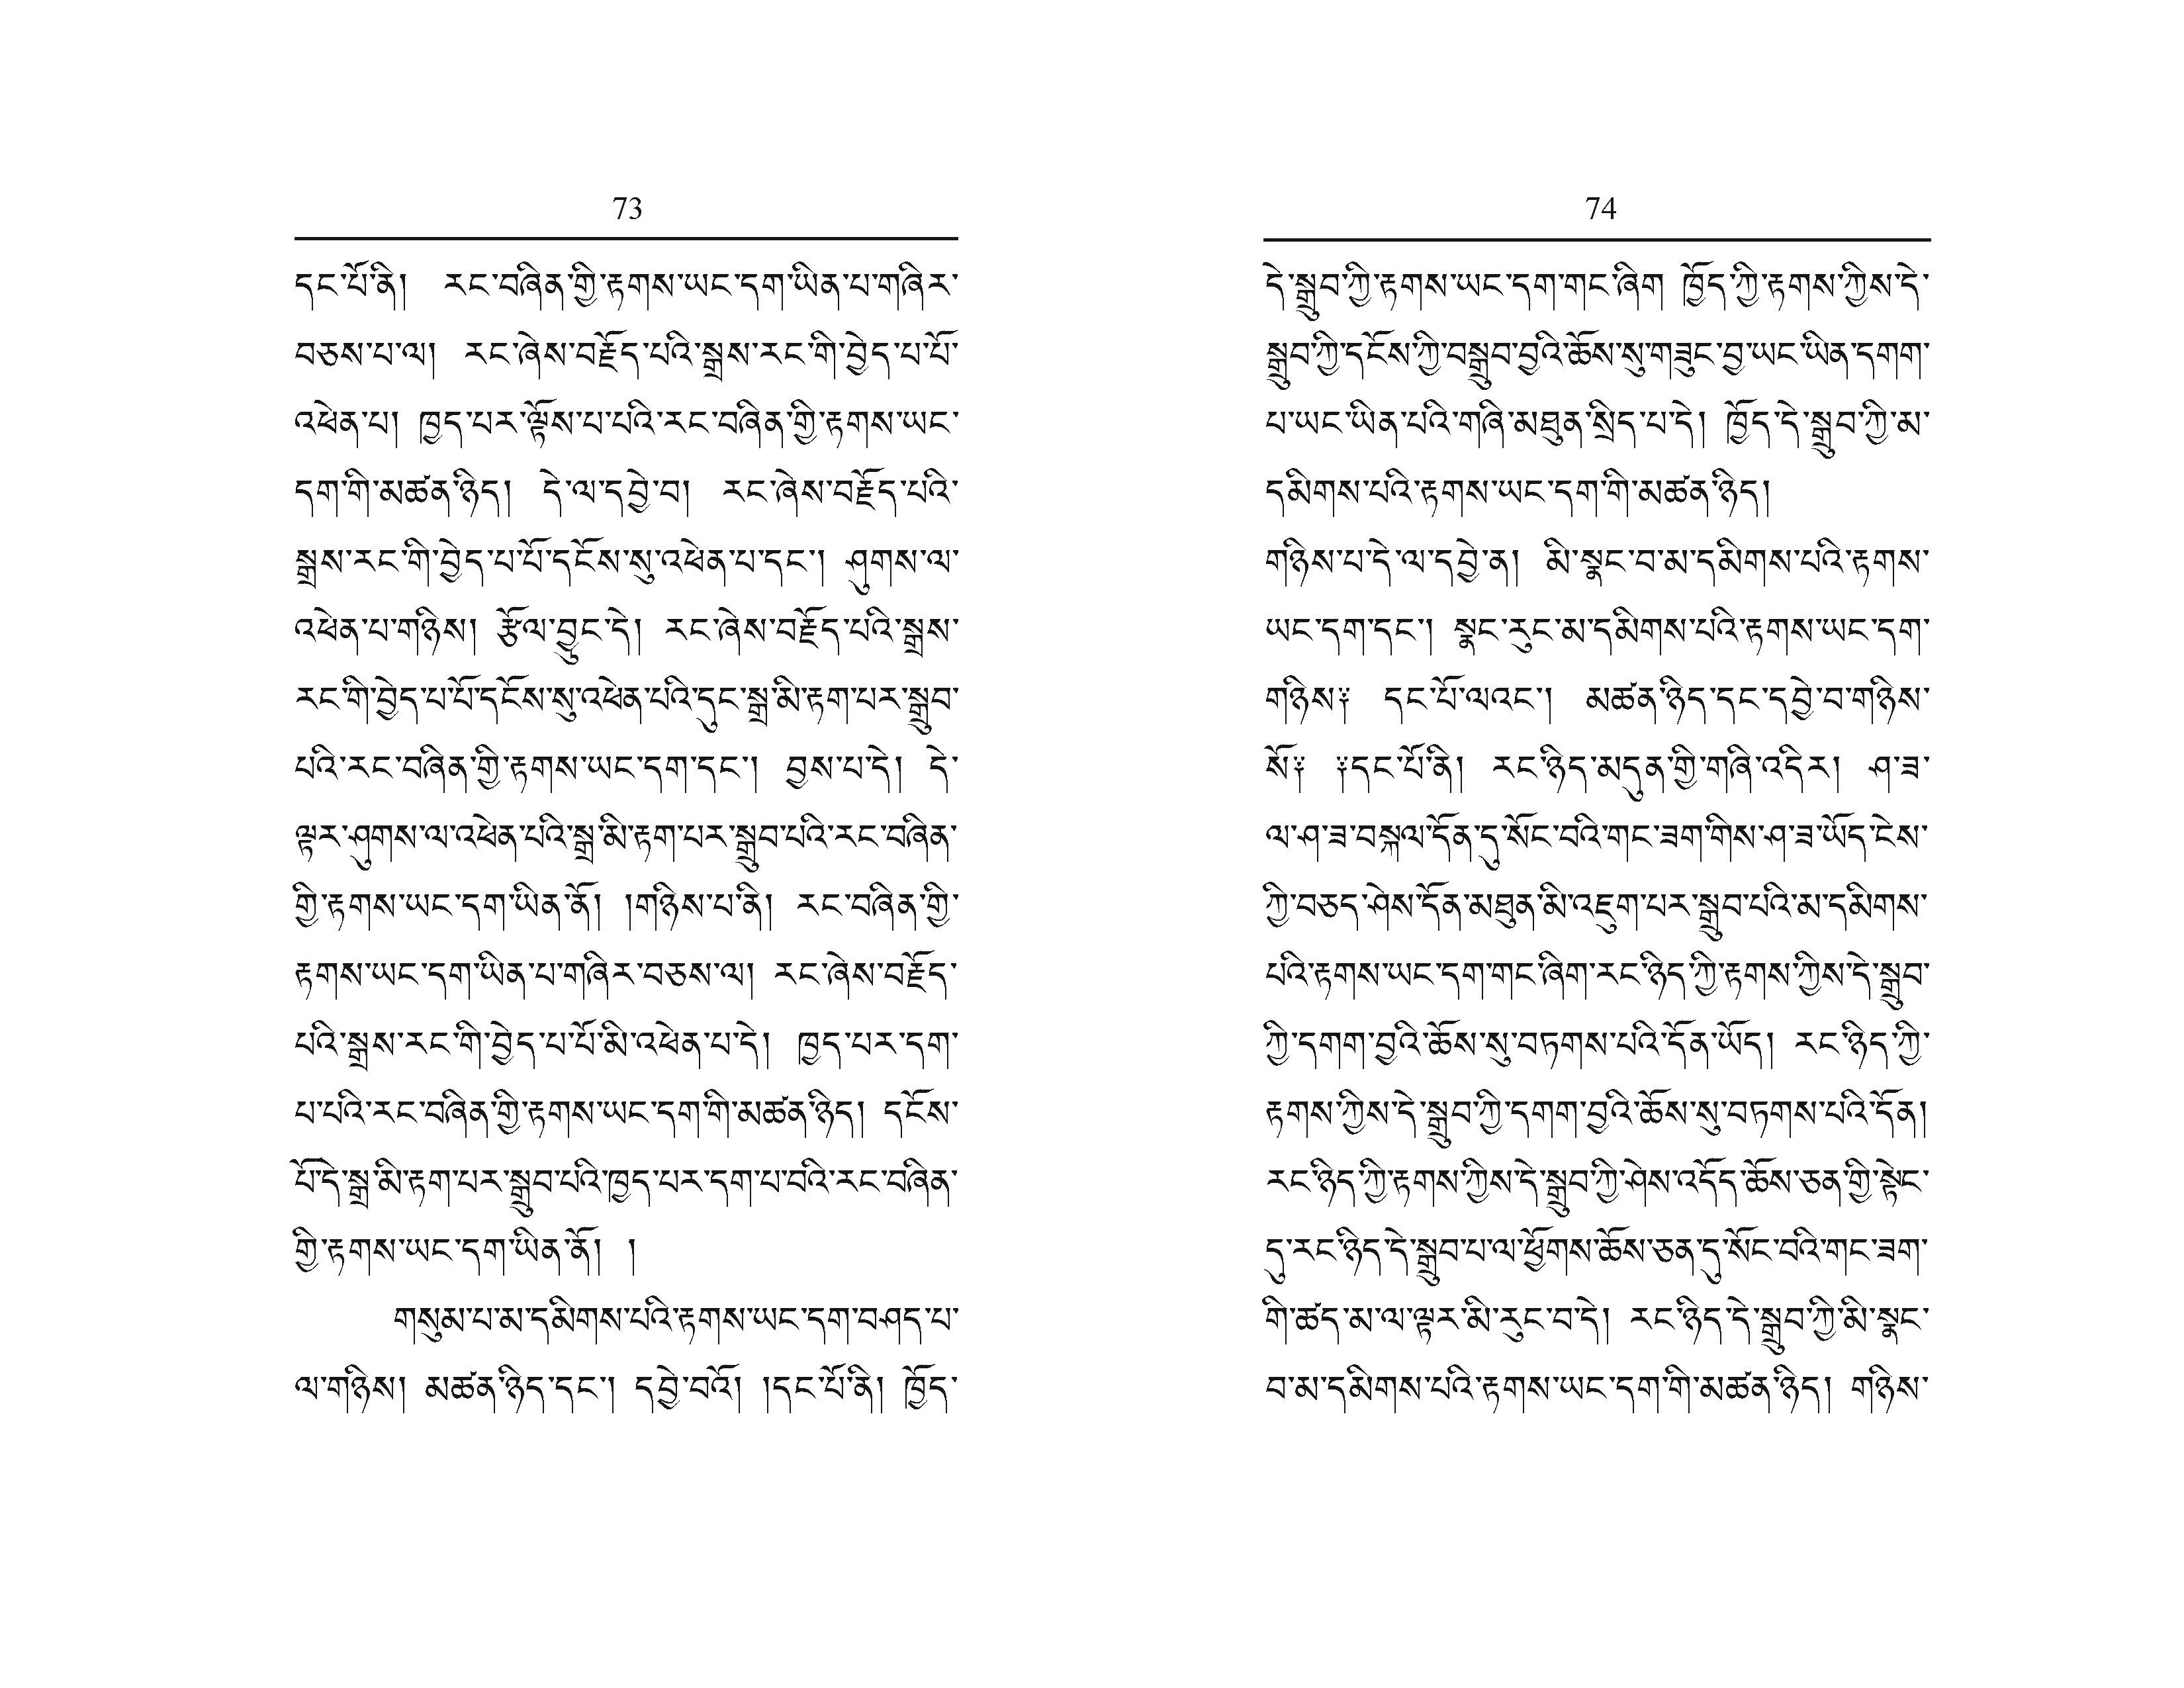 73
དང་པོ་ནི། རང་བཞིན་གྱི་རྟགས་ཡང་དག་ཡིན་པ་གཞིར་
བཅས་པ་ལ། རང་ཞེས་བརྗོད་པའི་སྒྲས་རང་གི་བྱེད་པ་པོ་
འཕེན་པ། ཁྱད་པར་ལྟོས་པ་པའི་རང་བཞིན་གྱི་རྟགས་ཡང་
དག་གི་མཚན་ཉིད། དེ་ལ་དབྱེ་བ། རང་ཞེས་བརྗོད་པའི་
སྒྲས་རང་གི་བྱེད་པ་པོ་དངོས་སུ་འཕེན་པ་དང་། ཤུགས་ལ་
འཕེན་པ་གཉིས། རྩོལ་བྱུང་དེ། རང་ཞེས་བརྗོད་པའི་སྒྲས་
རང་གི་བྱེད་པ་པོ་དངོས་སུ་འཕེན་པའི་དུང་སྒྲ་མི་རྟག་པར་སྒྲུབ་
པའི་རང་བཞིན་གྱི་རྟགས་ཡང་དག་དང་། བྱས་པ་དེ། དེ་
ལྟར་ཤུགས་ལ་འཕེན་པའི་སྒྲ་མི་རྟག་པར་སྒྲུབ་པའི་རང་བཞིན་
གྱི་རྟགས་ཡང་དག་ཡིན་ནོ། །གཉིས་པ་ནི། རང་བཞིན་གྱི་
རྟགས་ཡང་དག་ཡིན་པ་གཞིར་བཅས་ལ། རང་ཞེས་བརྗོད་
པའི་སྒྲས་རང་གི་བྱེད་པ་པོ་མི་འཕེན་པ་དེ། ཁྱད་པར་དག་
པ་པའི་རང་བཞིན་གྱི་རྟགས་ཡང་དག་གི་མཚན་ཉིད། དངོས་
པོ་དེ་སྒྲ་མི་རྟག་པར་སྒྲུབ་པའི་ཁྱད་པར་དག་པ་བའི་རང་བཞིན་
གྱི་རྟགས་ཡང་དག་ཡིན་ནོ། །
གསུམ་པ་མ་དམིགས་པའི་རྟགས་ཡང་དག་བཤད་པ་
ལ་གཉིས། མཚན་ཉིད་དང་། དབྱེ་བའོ། །དང་པོ་ནི། ཁྱོད་
74
དེ་སྒྲུབ་ཀྱི་རྟགས་ཡང་དག་གང་ཞིག ཁྱོད་ཀྱི་རྟགས་ཀྱིས་དེ་
སྒྲུབ་ཀྱི་དངོས་ཀྱི་བསྒྲུབ་བྱའི་ཆོས་སུ་གཟུང་བྱ་ཡང་ཡིན་དགག་
པ་ཡང་ཡིན་པའི་གཞི་མཐུན་སྲིད་པ་དེ། ཁྱོད་དེ་སྒྲུབ་ཀྱི་མ་
དམིགས་པའི་རྟགས་ཡང་དག་གི་མཚན་ཉིད།
གཉིས་པ་དེ་ལ་དབྱེ་ན། མི་སྣང་བ་མ་དམིགས་པའི་རྟགས་
ཡང་དག་དང་། སྣང་རུང་མ་དམིགས་པའི་རྟགས་ཡང་དག་
གཉིས༑ དང་པོ་ལའང་། མཚན་ཉིད་དང་དབྱེ་བ་གཉིས་
སོ༑ ༑དང་པོ་ནི། རང་ཉིད་མདུན་གྱི་གཞི་འདིར། ཤ་ཟ་
ལ་ཤ་ཟ་བསྐལ་དོན་དུ་སོང་བའི་གང་ཟག་གིས་ཤ་ཟ་ཡོད་ངེས་
ཀྱི་བཅད་ཤེས་དོན་མཐུན་མི་འཇུག་པར་སྒྲུབ་པའི་མ་དམིགས་
པའི་རྟགས་ཡང་དག་གང་ཞིག་རང་ཉིད་ཀྱི་རྟགས་ཀྱིས་དེ་སྒྲུབ་
ཀྱི་དགག་བྱའི་ཆོས་སུ་བཏགས་པའི་དོན་ཡོད། རང་ཉིད་ཀྱི་
རྟགས་ཀྱིས་དེ་སྒྲུབ་ཀྱི་དགག་བྱའི་ཆོས་སུ་བཏགས་པའི་དོན།
རང་ཉིད་ཀྱི་རྟགས་ཀྱིས་དེ་སྒྲུབ་ཀྱི་ཤེས་འདོད་ཆོས་ཅན་གྱི་སྟེང་
དུ་རང་ཉིད་དེ་སྒྲུབ་པ་ལ་ཕྱོགས་ཆོས་ཅན་དུ་སོང་བའི་གང་ཟག་
གི་ཚད་མ་ལ་ལྟར་མི་རུང་བ་དེ། རང་ཉིད་དེ་སྒྲུབ་ཀྱི་མི་སྣང་
བ་མ་དམིགས་པའི་རྟགས་ཡང་དག་གི་མཚན་ཉིད། གཉིས་